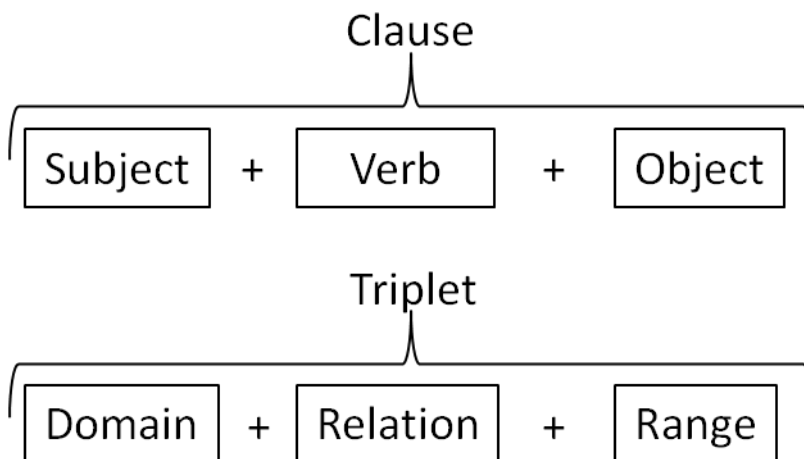 Clause
Subject + Verb + Object
Triplet
Domain + Relation + Range